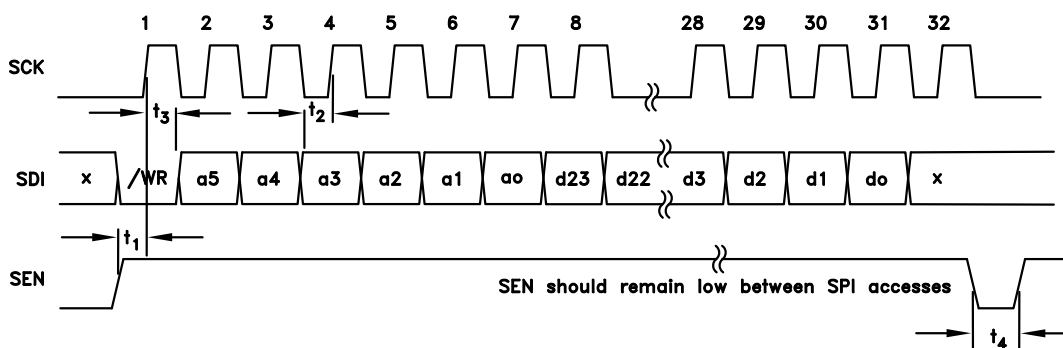 1 2 3 4 5 6 7 8 28 29 30 31 32
SCK
t3 t2
SDI x /WR a5 a4 a3 a2 a1 ao d23 d22 d3 d2 d1 do x
t1
SEN
SEN should remain low between SPI accesses
t4